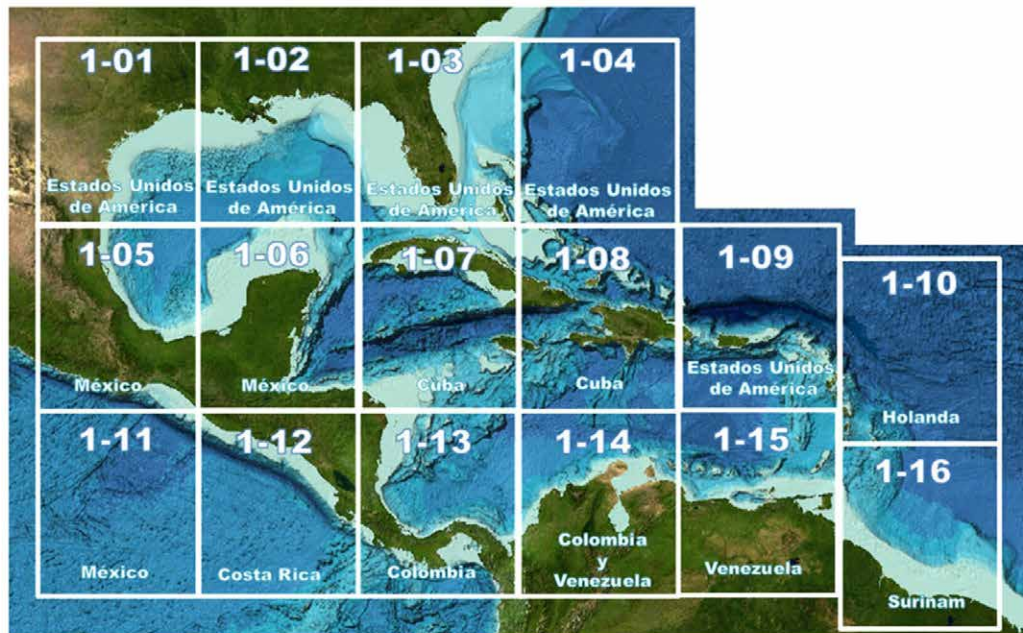 1-01
Estados Unidos
de América
1-02
Estados Unidos
de América
1-03
Estados Unidos
de América
1-04
Estados Unidos
de América
1-05
México
1-06
México
1-07
Cuba
1-08
Cuba
1-09
Estados Unidos
de América
1-10
Holanda
1-11
México
1-12
Costa Rica
1-13
Colombia
1-14
Colombia
y
Venezuela
1-15
Venezuela
1-16
Surinam